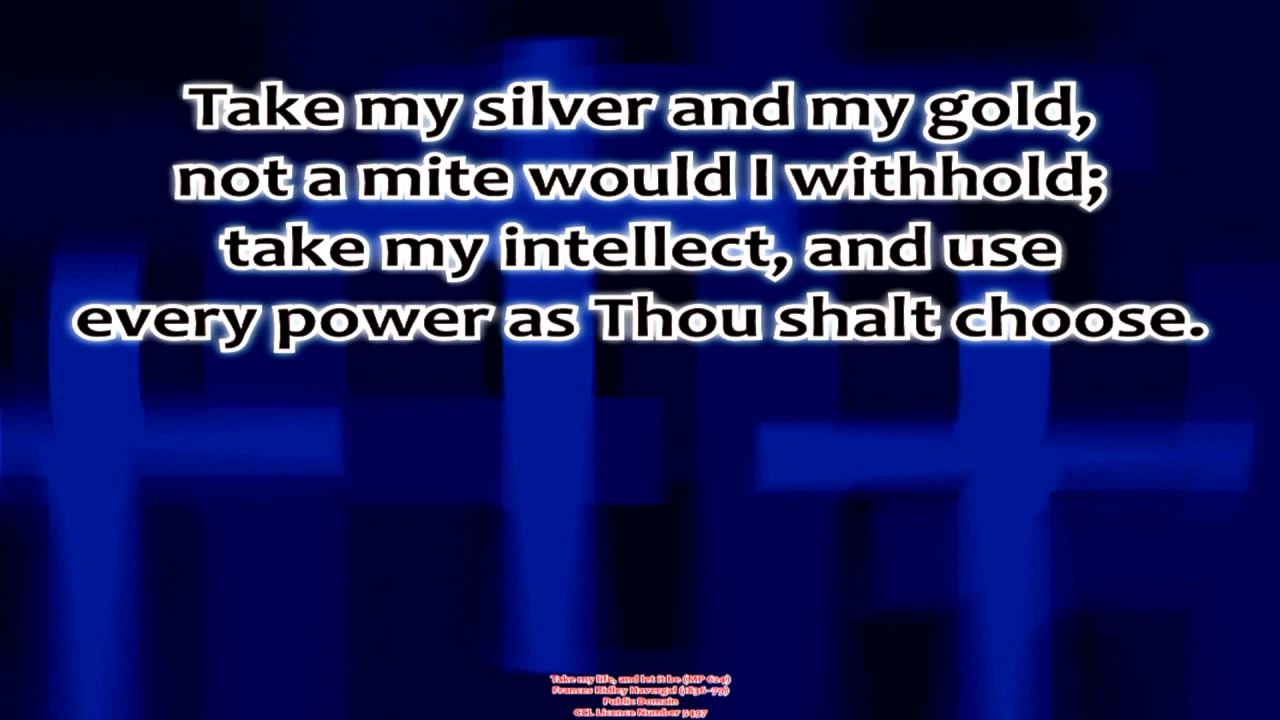 Take my silver and my gold,
not a mite would I withhold;
take my intellect, and use
every power as Thou shalt choose.
Take my life, and let it be (MP 624)
Frances Ridley Havergal (1836-79)
Public Domain
CCL Licence Number 5497